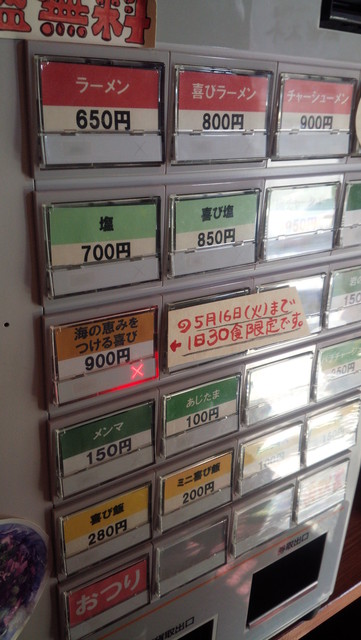 盛無料
ラーメン
650円
喜びラーメン
800円
チャーシューメン
900円
塩
700円
喜び塩
850円
海の恵みを
つける喜び
900円
5月16日(火)まで
←1日30食限定です。
メンマ
150円
あじたま
100円
喜び飯
280円
ミニ喜び飯
200円
おつり